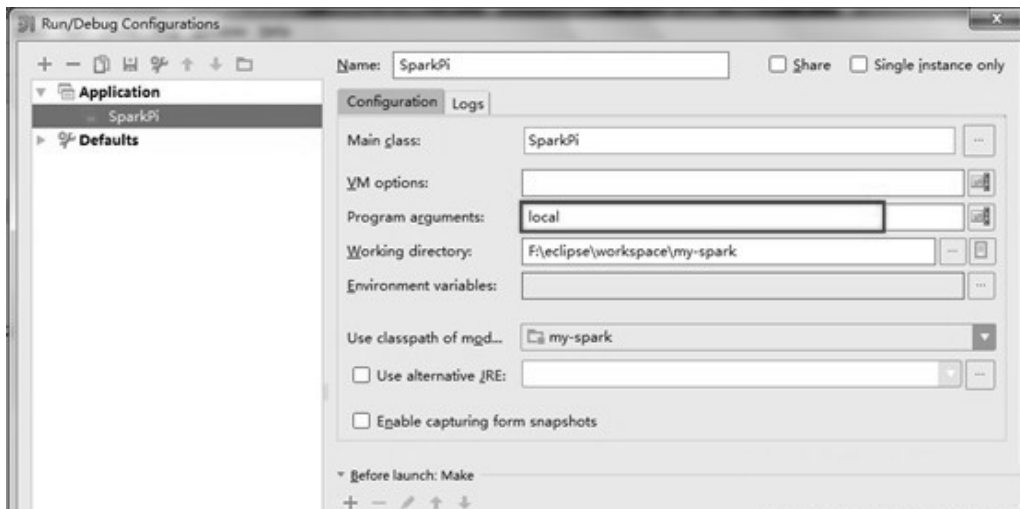 Run/Debug Configurations
Name: SparkPi
Share
Single instance only
Application
SparkPi
Defaults
Configuration
Logs
Main class: SparkPi
VM options:
Program arguments: local
Working directory: F:\eclipse\workspace\my-spark
Environment variables:
Use classpath of mod... my-spark
Use alternative JRE:
Enable capturing form snapshots
Before launch: Make